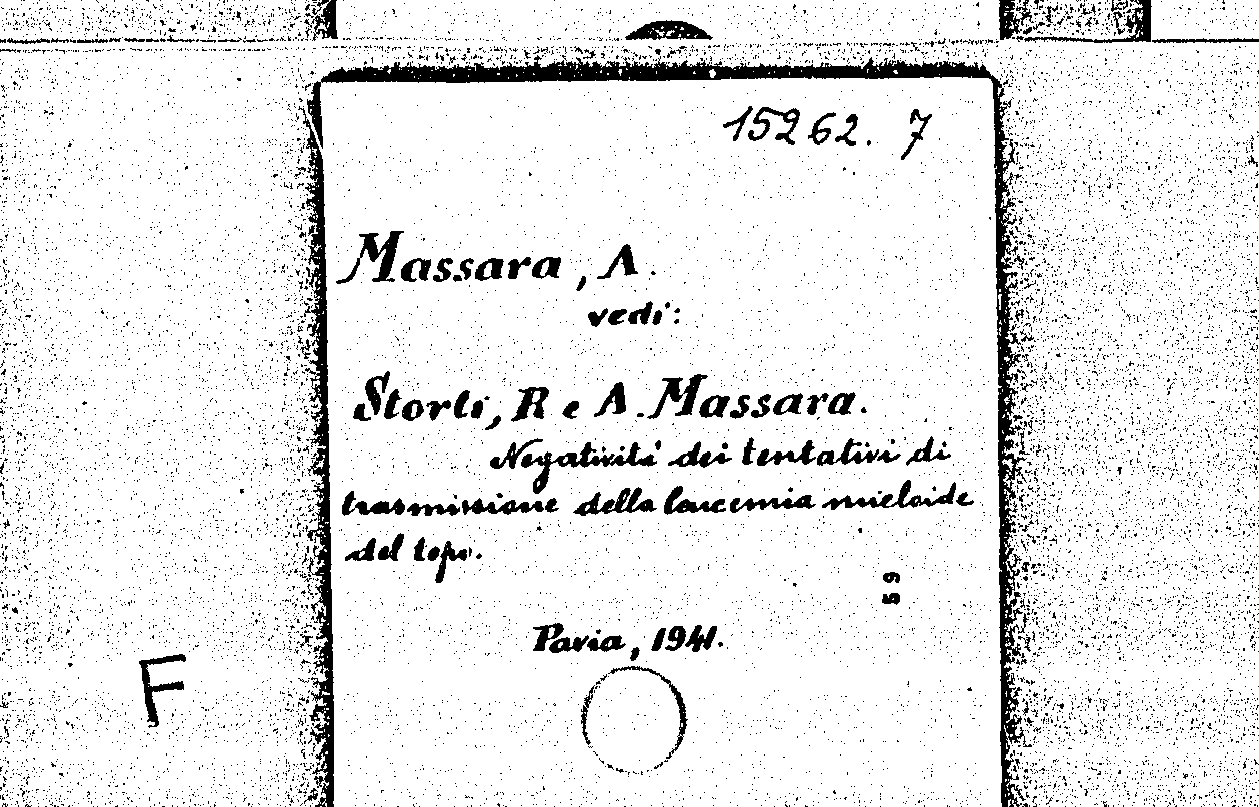 15262. 7
Massara, A.
vedi:
Storti, R e A. Massara.
Negatività dei tentativi di
trasmissione della leucemia mieloide
del topo.
59
Pavia, 1941.
F